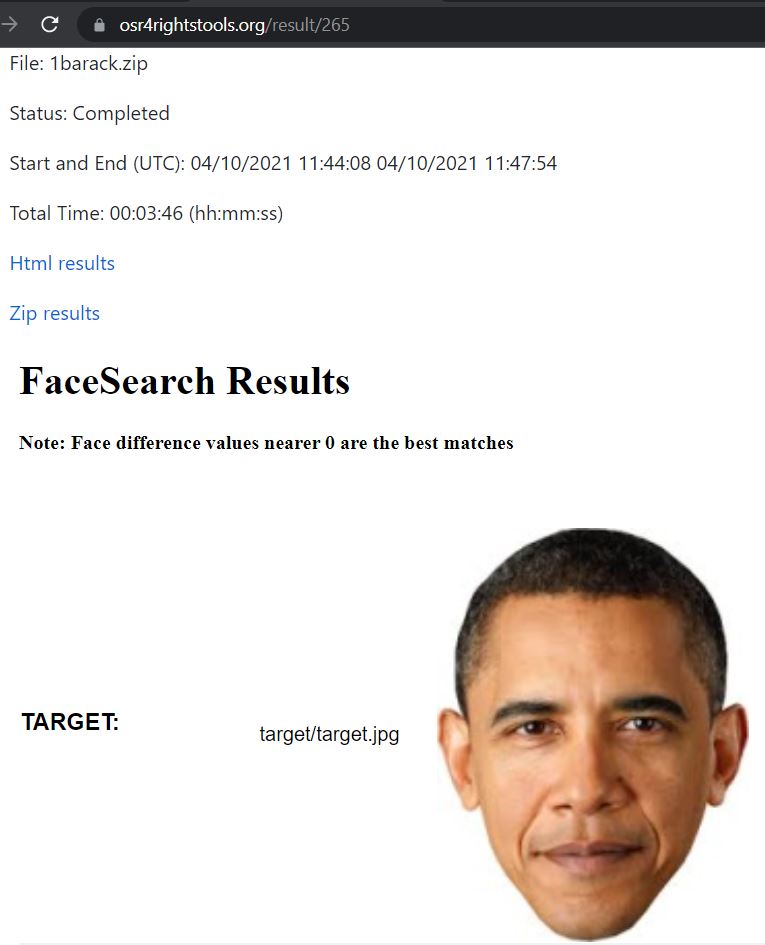 osr4rightstools.org/result/265
File: 1barack.zip
Status: Completed
Start and End (UTC): 04/10/2021 11:44:08 04/10/2021 11:47:54
Total Time: 00:03:46 (hh:mm:ss)
Html results
Zip results
FaceSearch Results
Note: Face difference values nearer 0 are the best matches
TARGET:
target/target.jpg